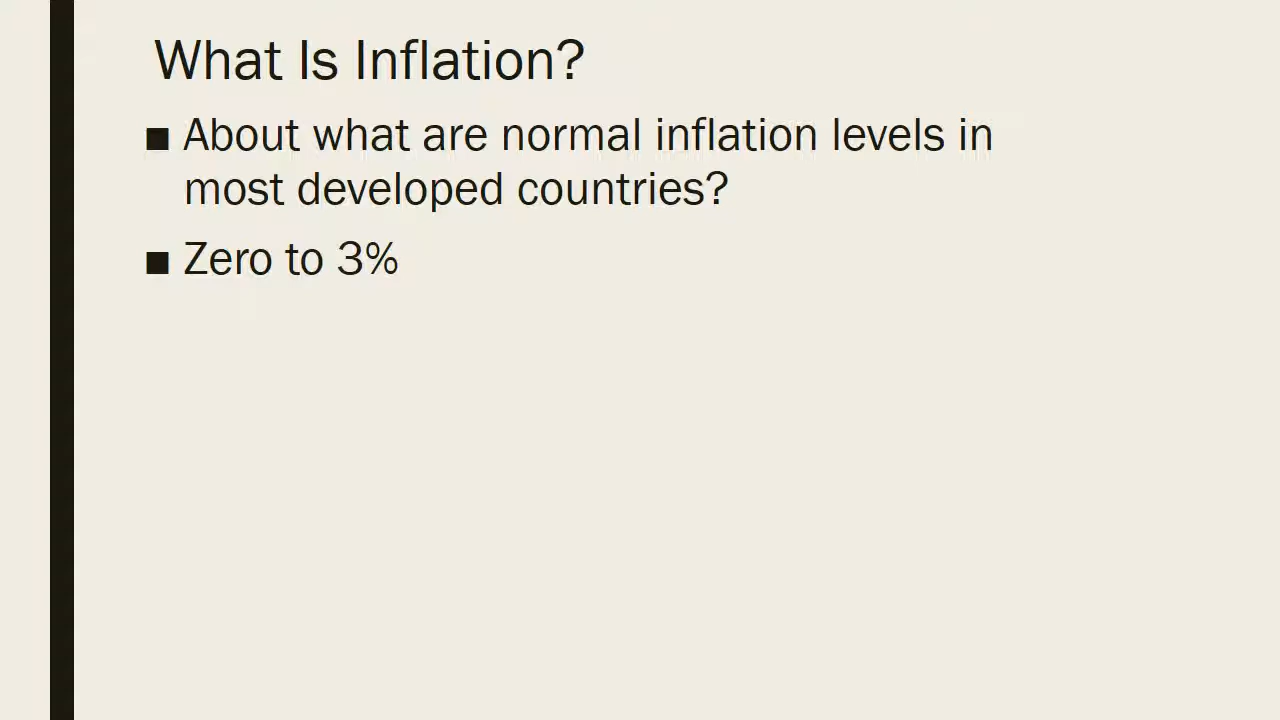 What Is Inflation?
■ About what are normal inflation levels in
most developed countries?
■ Zero to 3%